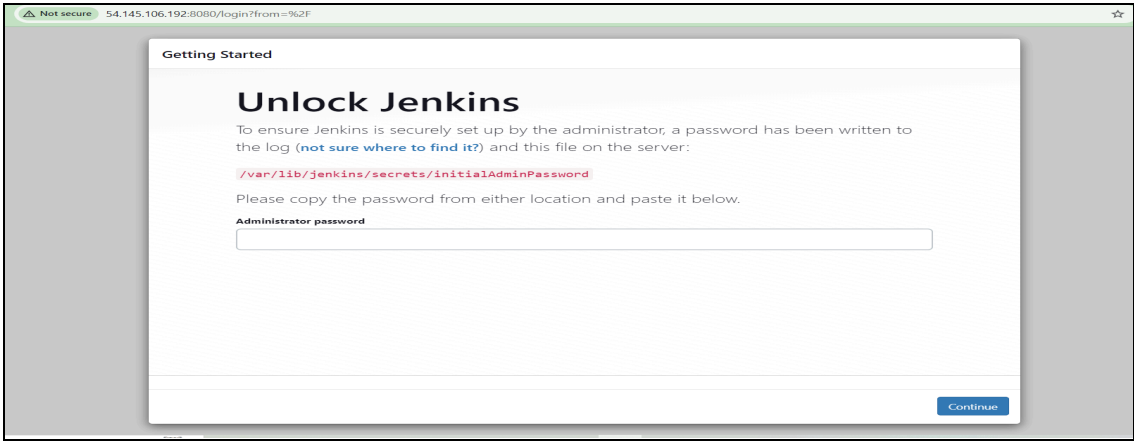 Not secure 54.145.106.192:8080/login?from=%2F
Getting Started
Unlock Jenkins
To ensure Jenkins is securely set up by the administrator, a password has been written to
the log (not sure where to find it?) and this file on the server:
/var/lib/jenkins/secrets/initialAdminPassword
Please copy the password from either location and paste it below.
Administrator password
Continue